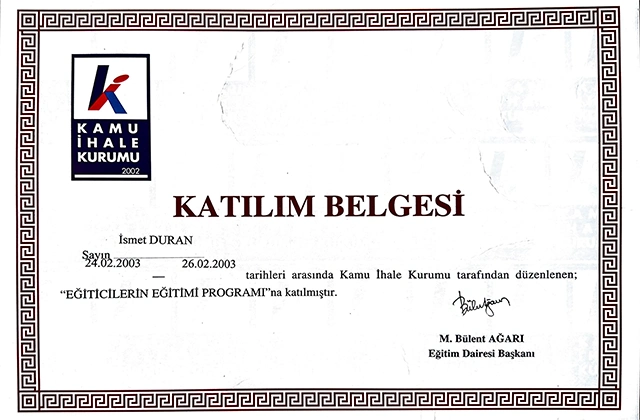 KAMU
İHALE
KURUMU
2002
KATILIM BELGESİ
İsmet DURAN
Sayın
24.02.2003 — 26.02.2003 tarihleri arasında Kamu İhale Kurumu tarafından düzenlenen;
“EĞİTİCİLERİN EĞİTİMİ PROGRAMI”na katılmıştır.
M. Bülent AĞARI
Eğitim Dairesi Başkanı